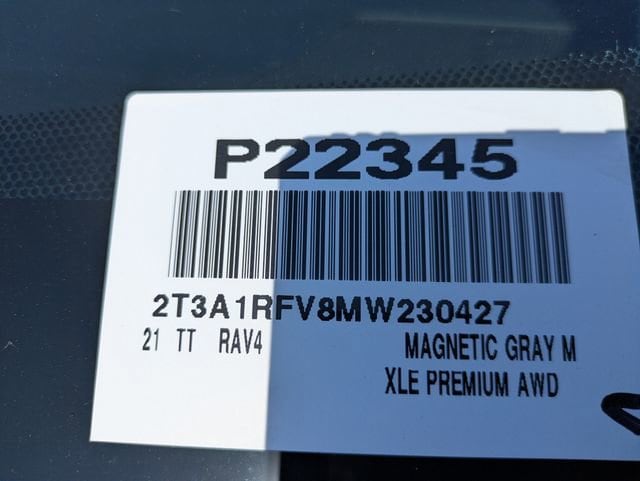 P22345
2T3A1RFV8MW230427
21 TT RAV4 MAGNETIC GRAY M
XLE PREMIUM AWD